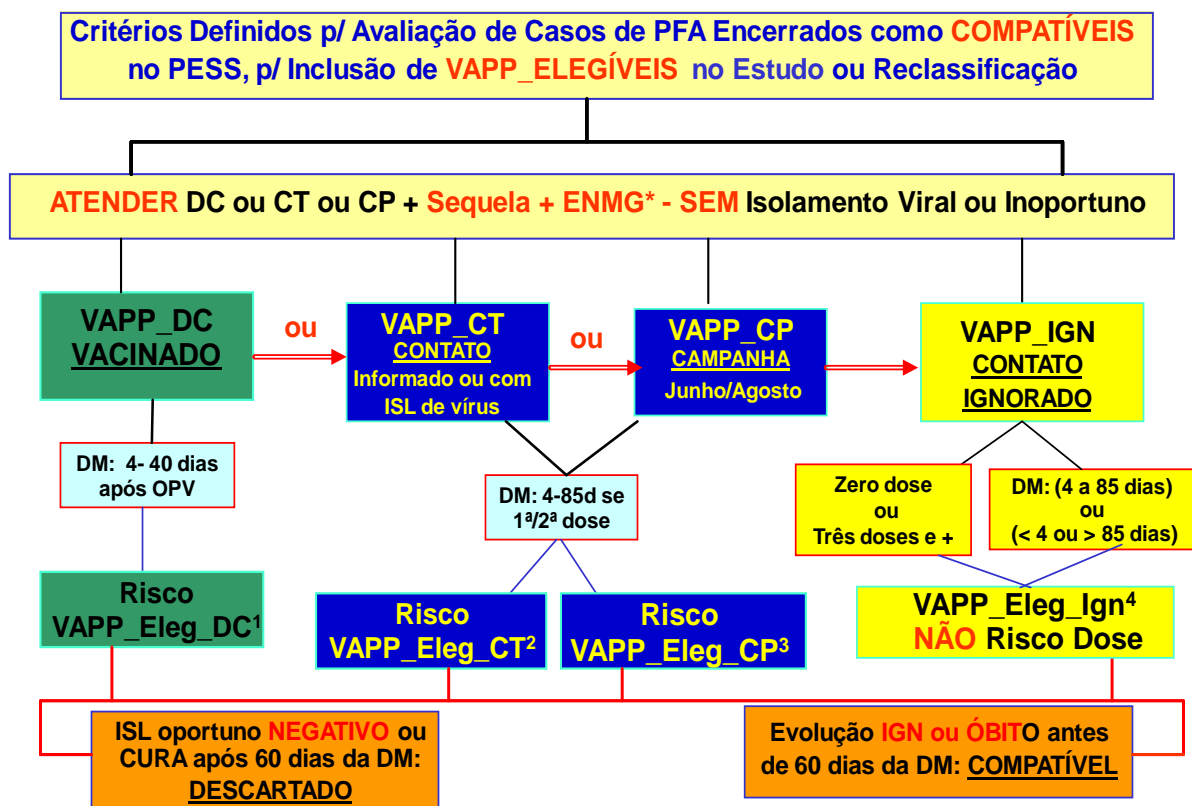 Critérios Definidos p/ Avaliação de Casos de PFA Encerrados como COMPATÍVEIS
no PESS, p/ Inclusão de VAPP_ELEGÍVEIS no Estudo ou Reclassificação
ATENDER DC ou CT ou CP + Sequela + ENMG* - SEM Isolamento Viral ou Inoportuno
VAPP_DC
VACINADO
ou
VAPP_CT
CONTATO
Informado ou com
ISL de vírus
ou
VAPP_CP
CAMPANHA
Junho/Agosto
VAPP_IGN
CONTATO
IGNORADO
DM: 4- 40 dias
após OPV
DM: 4-85d se
1ª/2ª dose
Zero dose
ou
Três doses e +
DM: (4 a 85 dias)
ou
(< 4 ou > 85 dias)
Risco
VAPP_Eleg_DC¹
Risco
VAPP_Eleg_CT²
Risco
VAPP_Eleg_CP³
VAPP_Eleg_Ign⁴
NÃO Risco Dose
ISL oportuno NEGATIVO ou
CURA após 60 dias da DM:
DESCARTADO
Evolução IGN ou ÓBITO antes
de 60 dias da DM: COMPATÍVEL